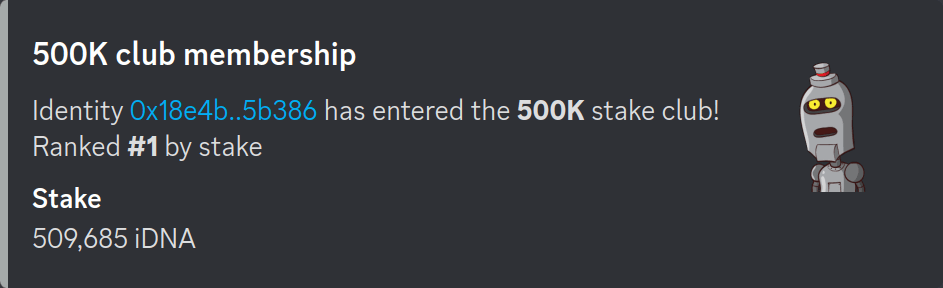 500K club membership
Identity 0x18e4b..5b386 has entered the 500K stake club!
Ranked #1 by stake
Stake
509,685 iDNA